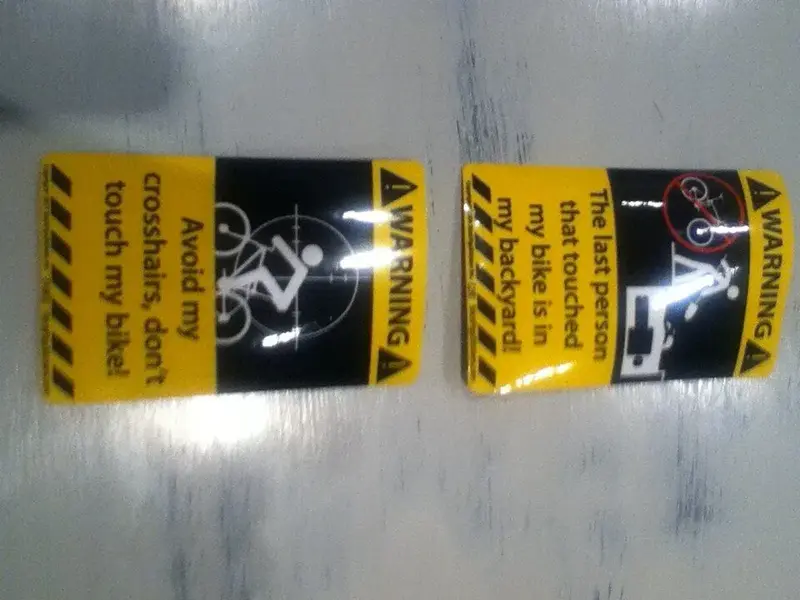 WARNING
Avoid my
crosshairs, don't
touch my bike!
WARNING
The last person
that touched
my bike is in
my backyard!